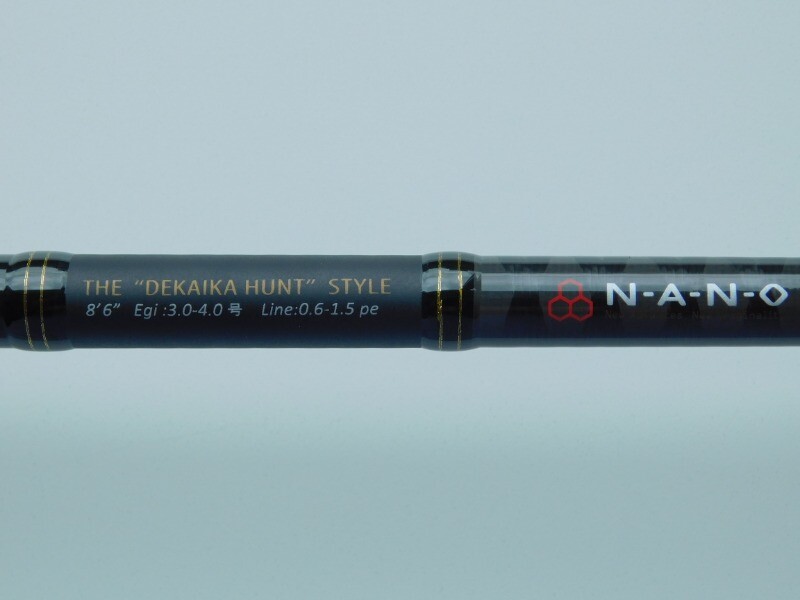 THE “DEKAIKA HUNT” STYLE
8’6” Egi :3.0-4.0 号 Line:0.6-1.5 pe
N-A-N-O